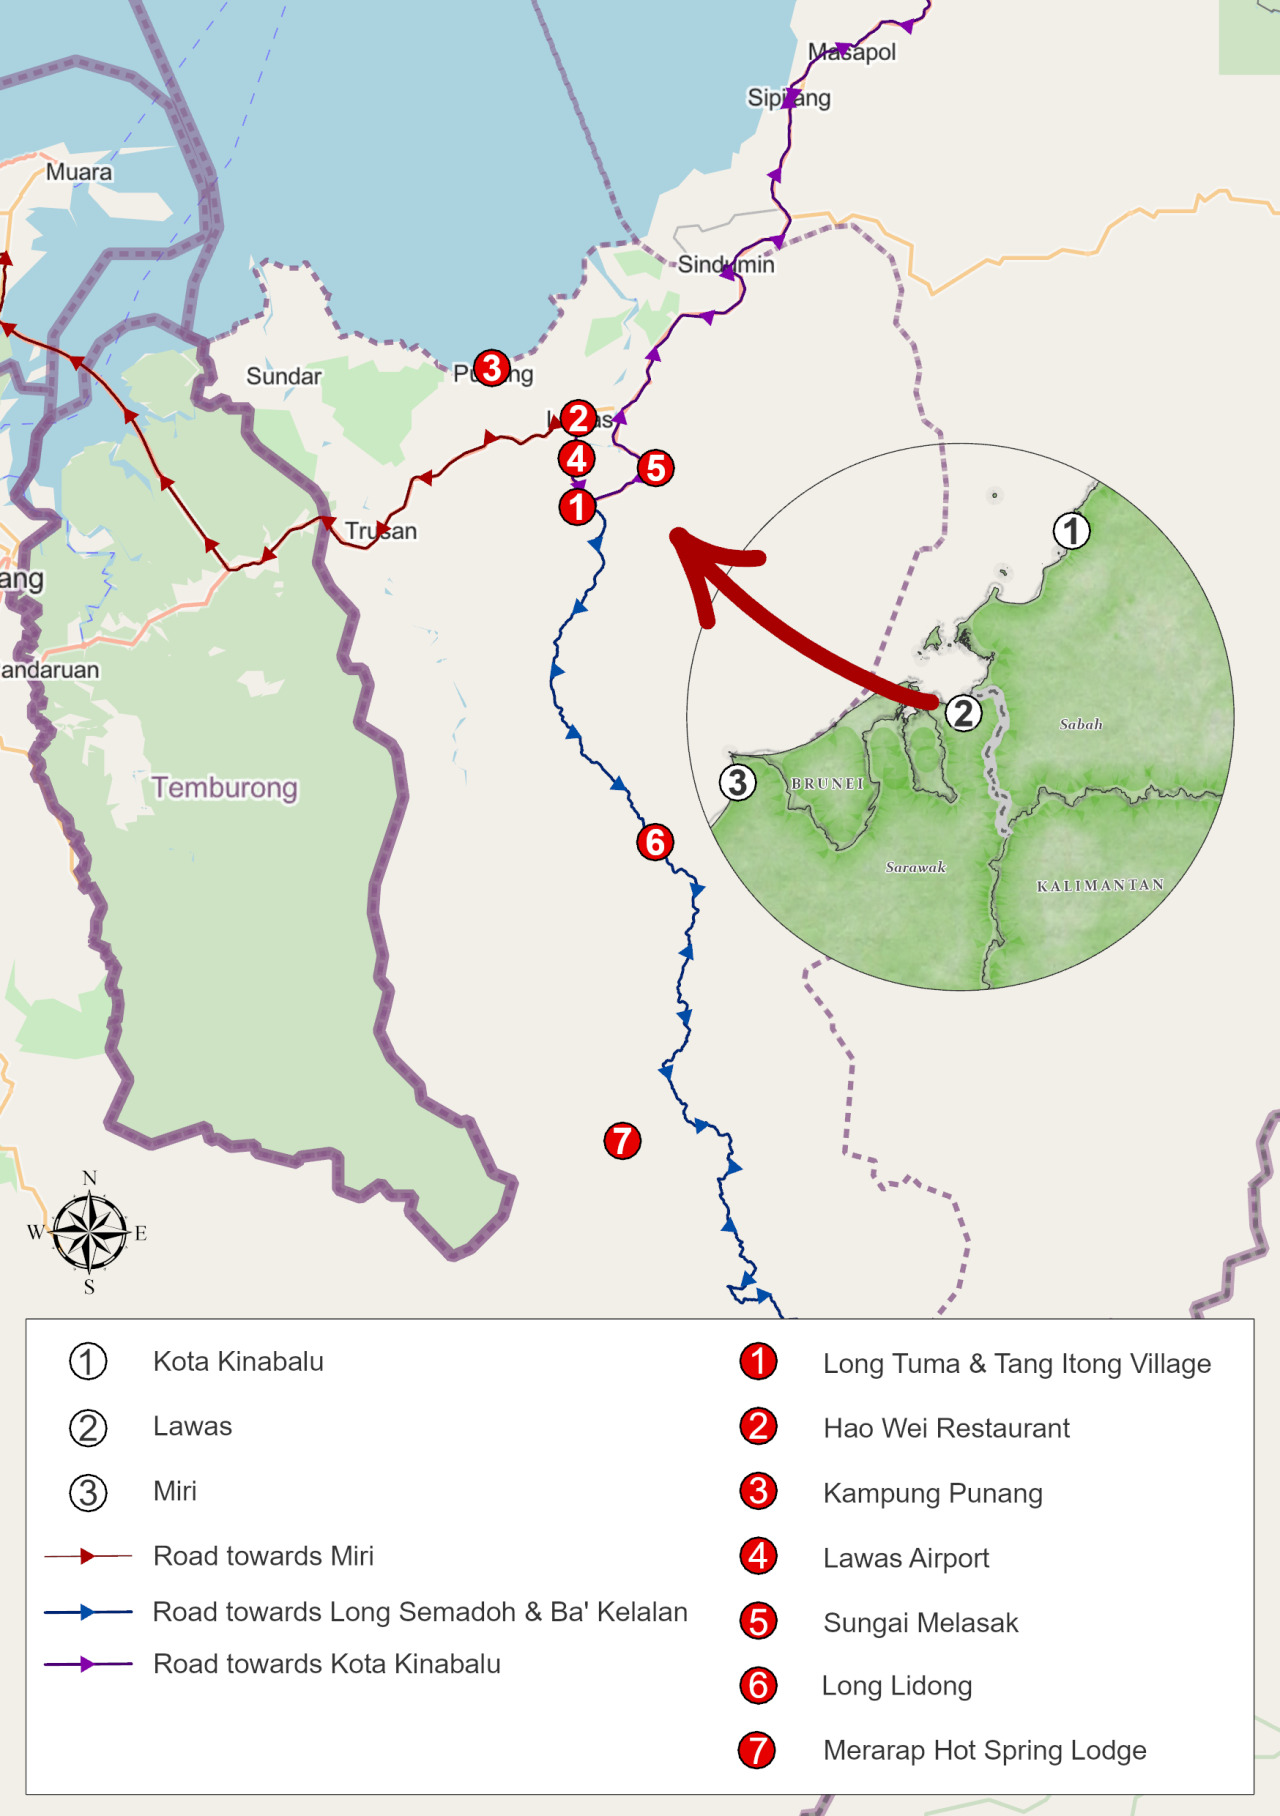 Masapol
Sipitang
Muara
Sindumin
3
Sundar
2
4
5
1
Trusan
ang
andaruan
1
2
Sabah
3
BRUNEI
Temburong
6
Sarawak
KALIMANTAN
7
N
W E
S
1 Kota Kinabalu
2 Lawas
3 Miri
Road towards Miri
Road towards Long Semadoh & Ba' Kelalan
Road towards Kota Kinabalu
1 Long Tuma & Tang Itong Village
2 Hao Wei Restaurant
3 Kampung Punang
4 Lawas Airport
5 Sungai Melasak
6 Long Lidong
7 Merarap Hot Spring Lodge